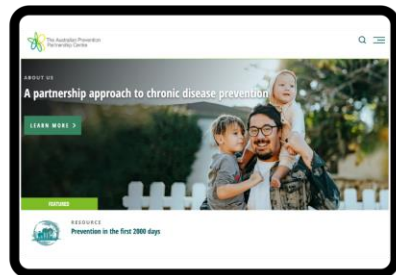 The Australian Prevention
Partnership Centre
ABOUT US
A partnership approach to chronic disease prevention
LEARN MORE >
FEATURED
RESOURCE
Prevention in the first 2000 days